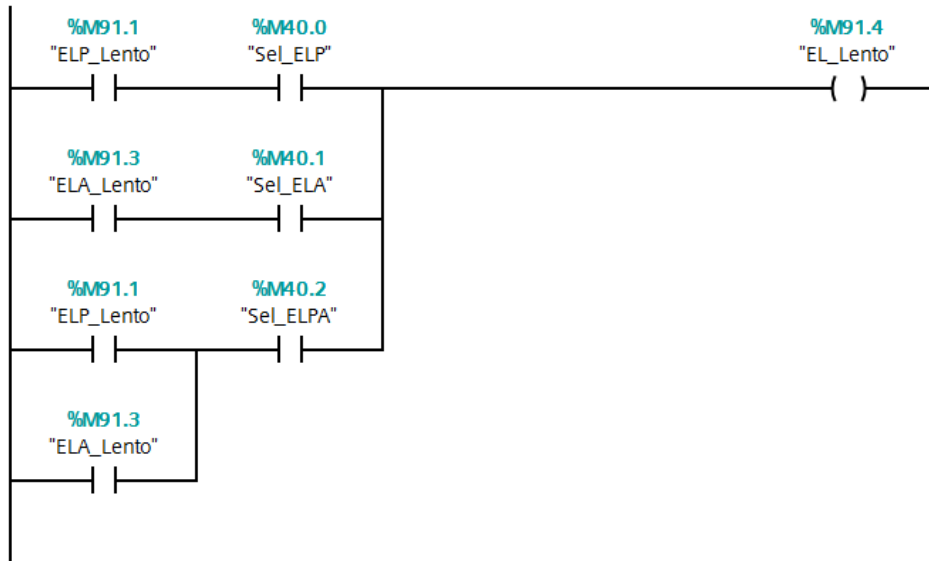 %M91.1 %M40.0 %M91.4
"ELP_Lento" "Sel_ELP" "EL_Lento"
%M91.3 %M40.1
"ELA_Lento" "Sel_ELA"
%M91.1 %M40.2
"ELP_Lento" "Sel_ELPA"
%M91.3
"ELA_Lento"